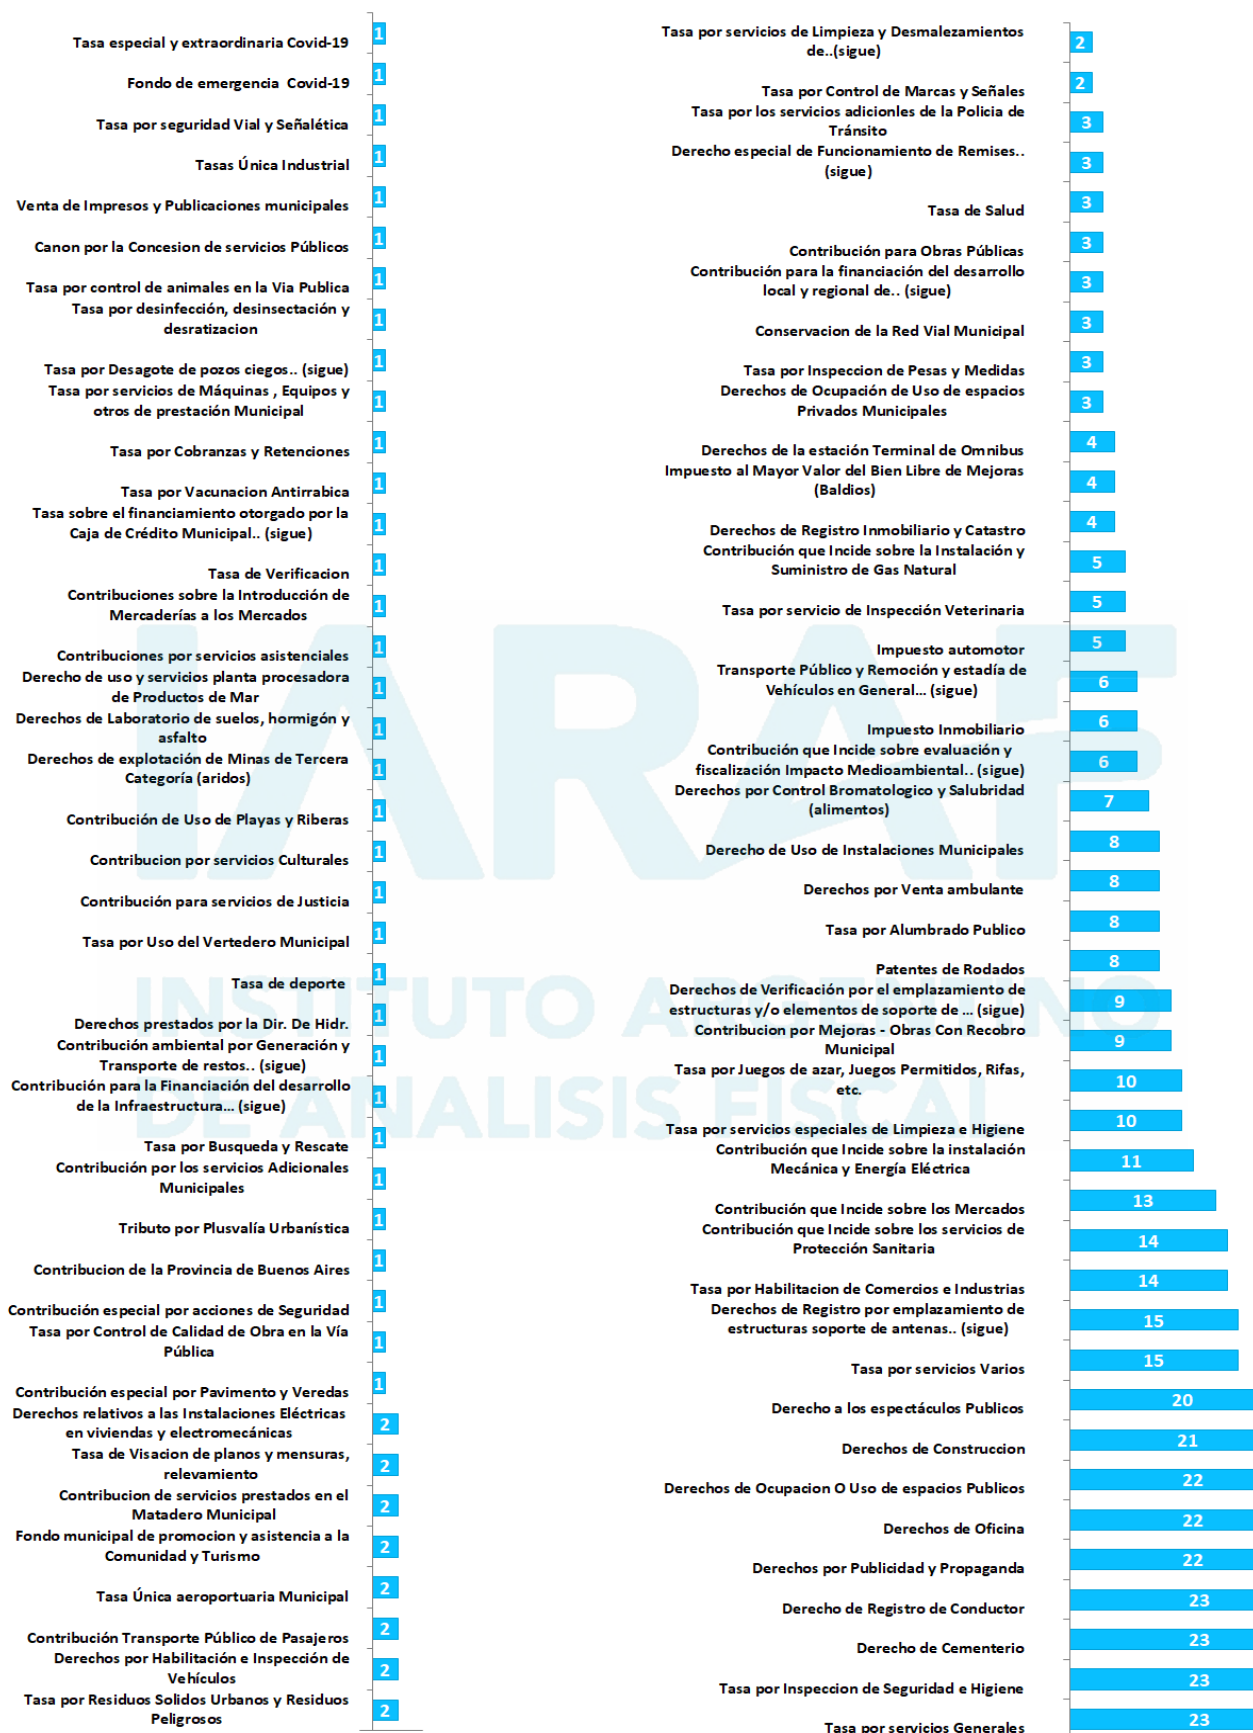 Tasa especial y extraordinaria Covid-19
1
Fondo de emergencia Covid-19
1
Tasa por seguridad Vial y Señalética
1
Tasas Única Industrial
1
Venta de Impresos y Publicaciones municipales
1
Canon por la Concesion de servicios Públicos
1
Tasa por control de animales en la Via Publica
1
Tasa por desinfección, desinsectación y
desratizacion
1
Tasa por Desagote de pozos ciegos.. (sigue)
1
Tasa por servicios de Máquinas , Equipos y
otros de prestación Municipal
1
Tasa por Cobranzas y Retenciones
1
Tasa por Vacunacion Antirrabica
1
Tasa sobre el financiamiento otorgado por la
Caja de Crédito Municipal.. (sigue)
1
Tasa de Verificacion
1
Contribuciones sobre la Introducción de
Mercaderías a los Mercados
1
Contribuciones por servicios asistenciales
1
Derecho de uso y servicios planta procesadora
de Productos de Mar
1
Derechos de Laboratorio de suelos, hormigón y
asfalto
1
Derechos de explotación de Minas de Tercera
Categoría (aridos)
1
Contribución de Uso de Playas y Riberas
1
Contribucion por servicios Culturales
1
Contribución para servicios de Justicia
1
Tasa por Uso del Vertedero Municipal
1
Tasa de deporte
1
Derechos prestados por la Dir. De Hidr.
1
Contribución ambiental por Generación y
Transporte de restos.. (sigue)
1
Contribución para la Financiación del desarrollo
de la Infraestructura... (sigue)
1
Tasa por Busqueda y Rescate
1
Contribución por los servicios Adicionales
Municipales
1
Tributo por Plusvalía Urbanística
1
Contribucion de la Provincia de Buenos Aires
1
Contribución especial por acciones de Seguridad
1
Tasa por Control de Calidad de Obra en la Vía
Pública
1
Contribución especial por Pavimento y Veredas
1
Derechos relativos a las Instalaciones Eléctricas
en viviendas y electromecánicas
2
Tasa de Visacion de planos y mensuras,
relevamiento
2
Contribucion de servicios prestados en el
Matadero Municipal
2
Fondo municipal de promocion y asistencia a la
Comunidad y Turismo
2
Tasa Única aeroportuaria Municipal
2
Contribución Transporte Público de Pasajeros
2
Derechos por Habilitación e Inspección de
Vehículos
2
Tasa por Residuos Solidos Urbanos y Residuos
Peligrosos
2
Tasa por servicios de Limpieza y Desmalezamientos
de..(sigue)
2
Tasa por Control de Marcas y Señales
2
Tasa por los servicios adicionles de la Policia de
Tránsito
3
Derecho especial de Funcionamiento de Remises..
(sigue)
3
Tasa de Salud
3
Contribución para Obras Públicas
3
Contribución para la financiación del desarrollo
local y regional de.. (sigue)
3
Conservacion de la Red Vial Municipal
3
Tasa por Inspeccion de Pesas y Medidas
3
Derechos de Ocupación de Uso de espacios
Privados Municipales
3
Derechos de la estación Terminal de Omnibus
4
Impuesto al Mayor Valor del Bien Libre de Mejoras
(Baldios)
4
Derechos de Registro Inmobiliario y Catastro
4
Contribución que Incide sobre la Instalación y
Suministro de Gas Natural
5
Tasa por servicio de Inspección Veterinaria
5
Impuesto automotor
5
Transporte Público y Remoción y estadía de
Vehículos en General... (sigue)
6
Impuesto Inmobiliario
6
Contribución que Incide sobre evaluación y
fiscalización Impacto Medioambiental.. (sigue)
6
Derechos por Control Bromatologico y Salubridad
(alimentos)
7
Derecho de Uso de Instalaciones Municipales
8
Derechos por Venta ambulante
8
Tasa por Alumbrado Publico
8
Patentes de Rodados
8
Derechos de Verificación por el emplazamiento de
estructuras y/o elementos de soporte de ... (sigue)
9
Contribucion por Mejoras - Obras Con Recobro
Municipal
9
Tasa por Juegos de azar, Juegos Permitidos, Rifas,
etc.
10
Tasa por servicios especiales de Limpieza e Higiene
10
Contribución que Incide sobre la instalación
Mecánica y Energía Eléctrica
11
Contribución que Incide sobre los Mercados
13
Contribución que Incide sobre los servicios de
Protección Sanitaria
14
Tasa por Habilitacion de Comercios e Industrias
14
Derechos de Registro por emplazamiento de
estructuras soporte de antenas.. (sigue)
15
Tasa por servicios Varios
15
Derecho a los espectáculos Publicos
20
Derechos de Construccion
21
Derechos de Ocupacion O Uso de espacios Publicos
22
Derechos de Oficina
22
Derechos por Publicidad y Propaganda
22
Derecho de Registro de Conductor
23
Derecho de Cementerio
23
Tasa por Inspeccion de Seguridad e Higiene
23
Tasa por servicios Generales
23
IARAF
INSTITUTO ARGENTINO
DE ANALISIS FISCAL